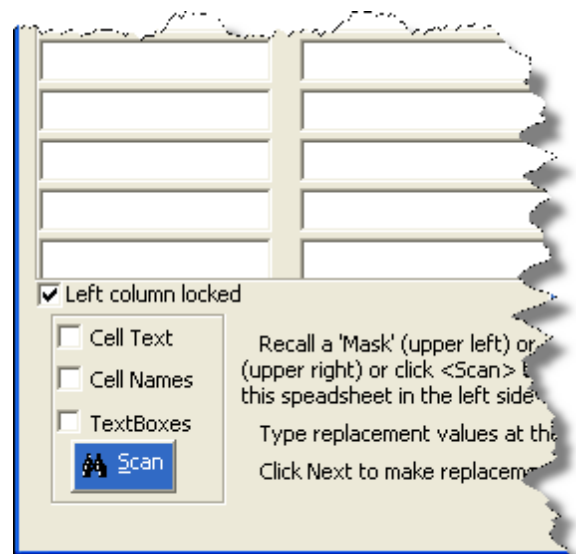 Left column locked
Cell Text
Cell Names
TextBoxes
Scan
Recall a 'Mask' (upper left) or
(upper right) or click <Scan>
this speadsheet in the left side
Type replacement values at the
Click Next to make